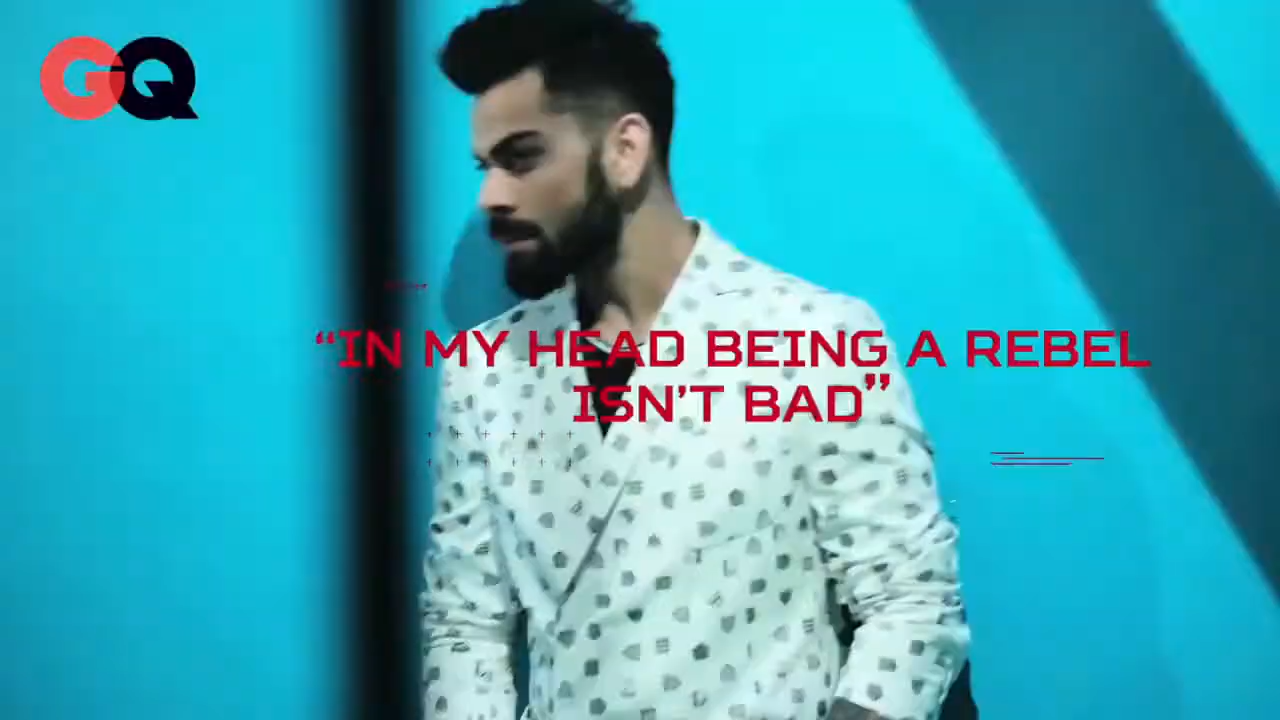 GQ
“IN MY HEAD BEING A REBEL
ISN’T BAD”